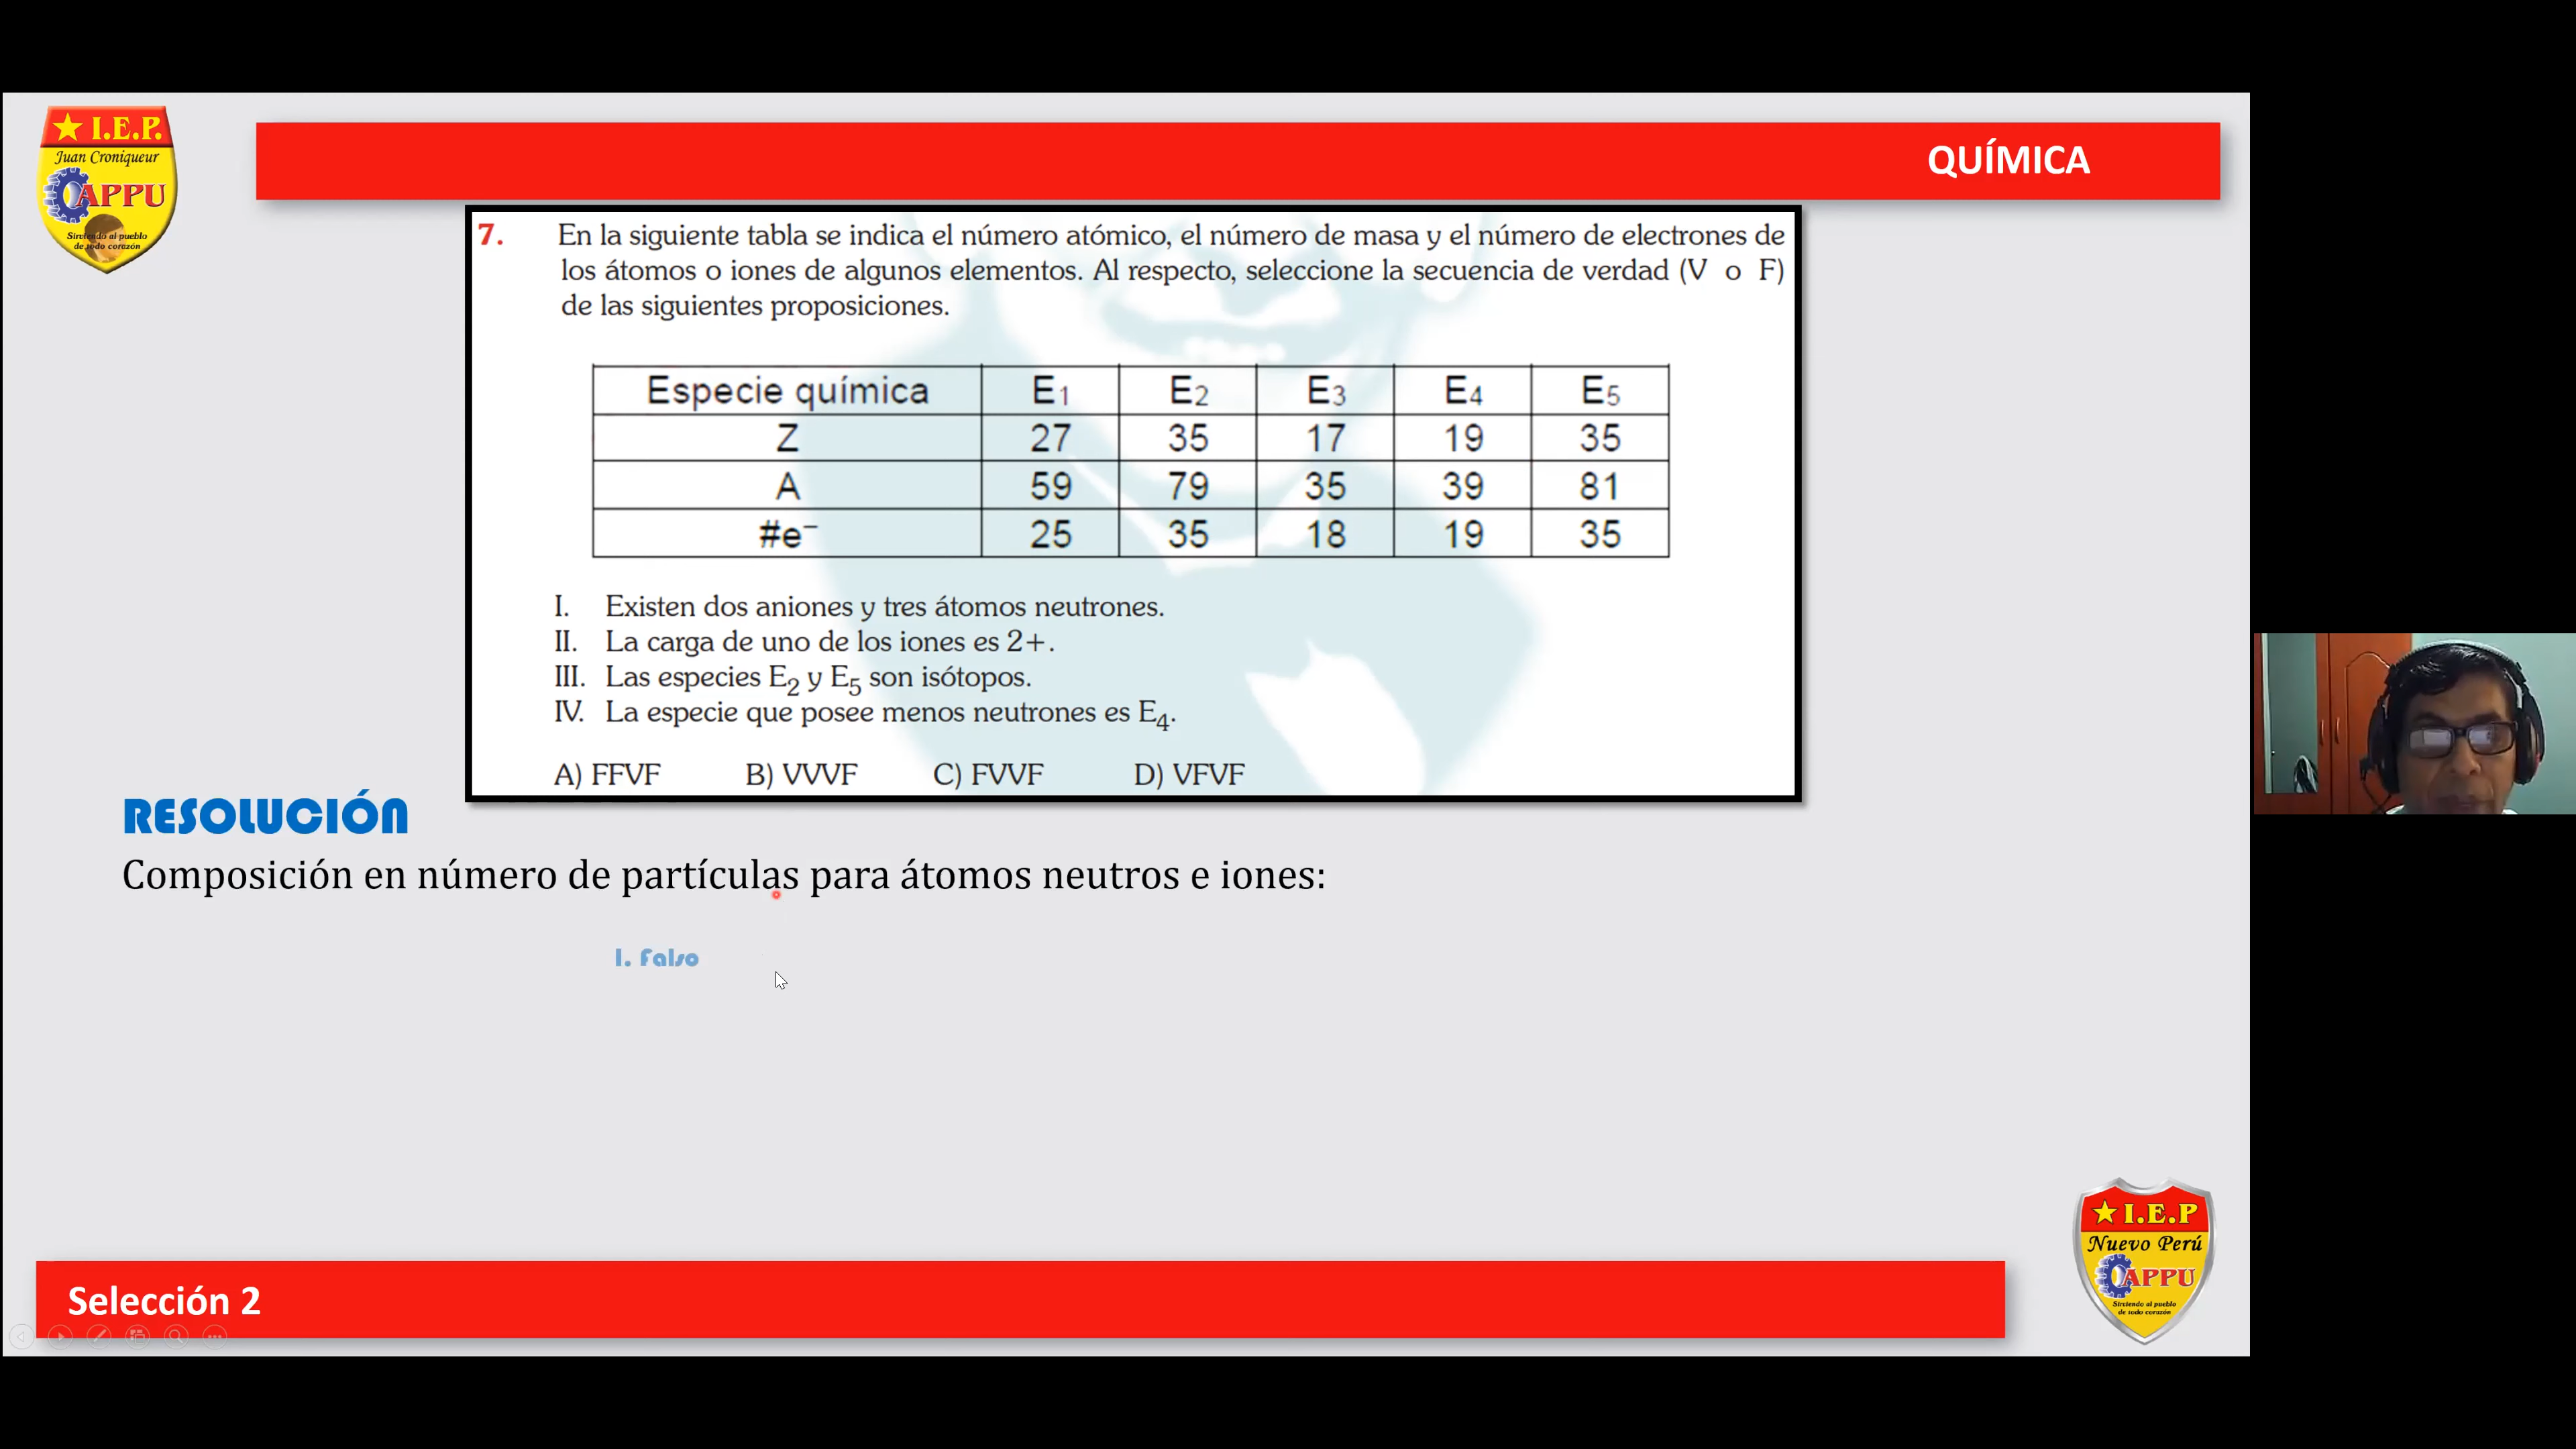 ★ I.E.P.
Juan Croniqueur
CAPPU
Sirviendo al pueblo
de todo corazón
QUÍMICA
7. En la siguiente tabla se indica el número atómico, el número de masa y el número de electrones de
los átomos o iones de algunos elementos. Al respecto, seleccione la secuencia de verdad (V o F)
de las siguientes proposiciones.
Especie química E₁ E₂ E₃ E₄ E₅
Z 27 35 17 19 35
A 59 79 35 39 81
#e⁻ 25 35 18 19 35
I. Existen dos aniones y tres átomos neutrones.
II. La carga de uno de los iones es 2+.
III. Las especies E₂ y E₅ son isótopos.
IV. La especie que posee menos neutrones es E₄.
A) FFVF B) VVVF C) FVVF D) VFVF
RESOLUCIÓN
Composición en número de partículas para átomos neutros e iones:
I. Falso
★ I.E.P
Nuevo Perú
CAPPU
Sirviendo al pueblo
de todo corazón
Selección 2